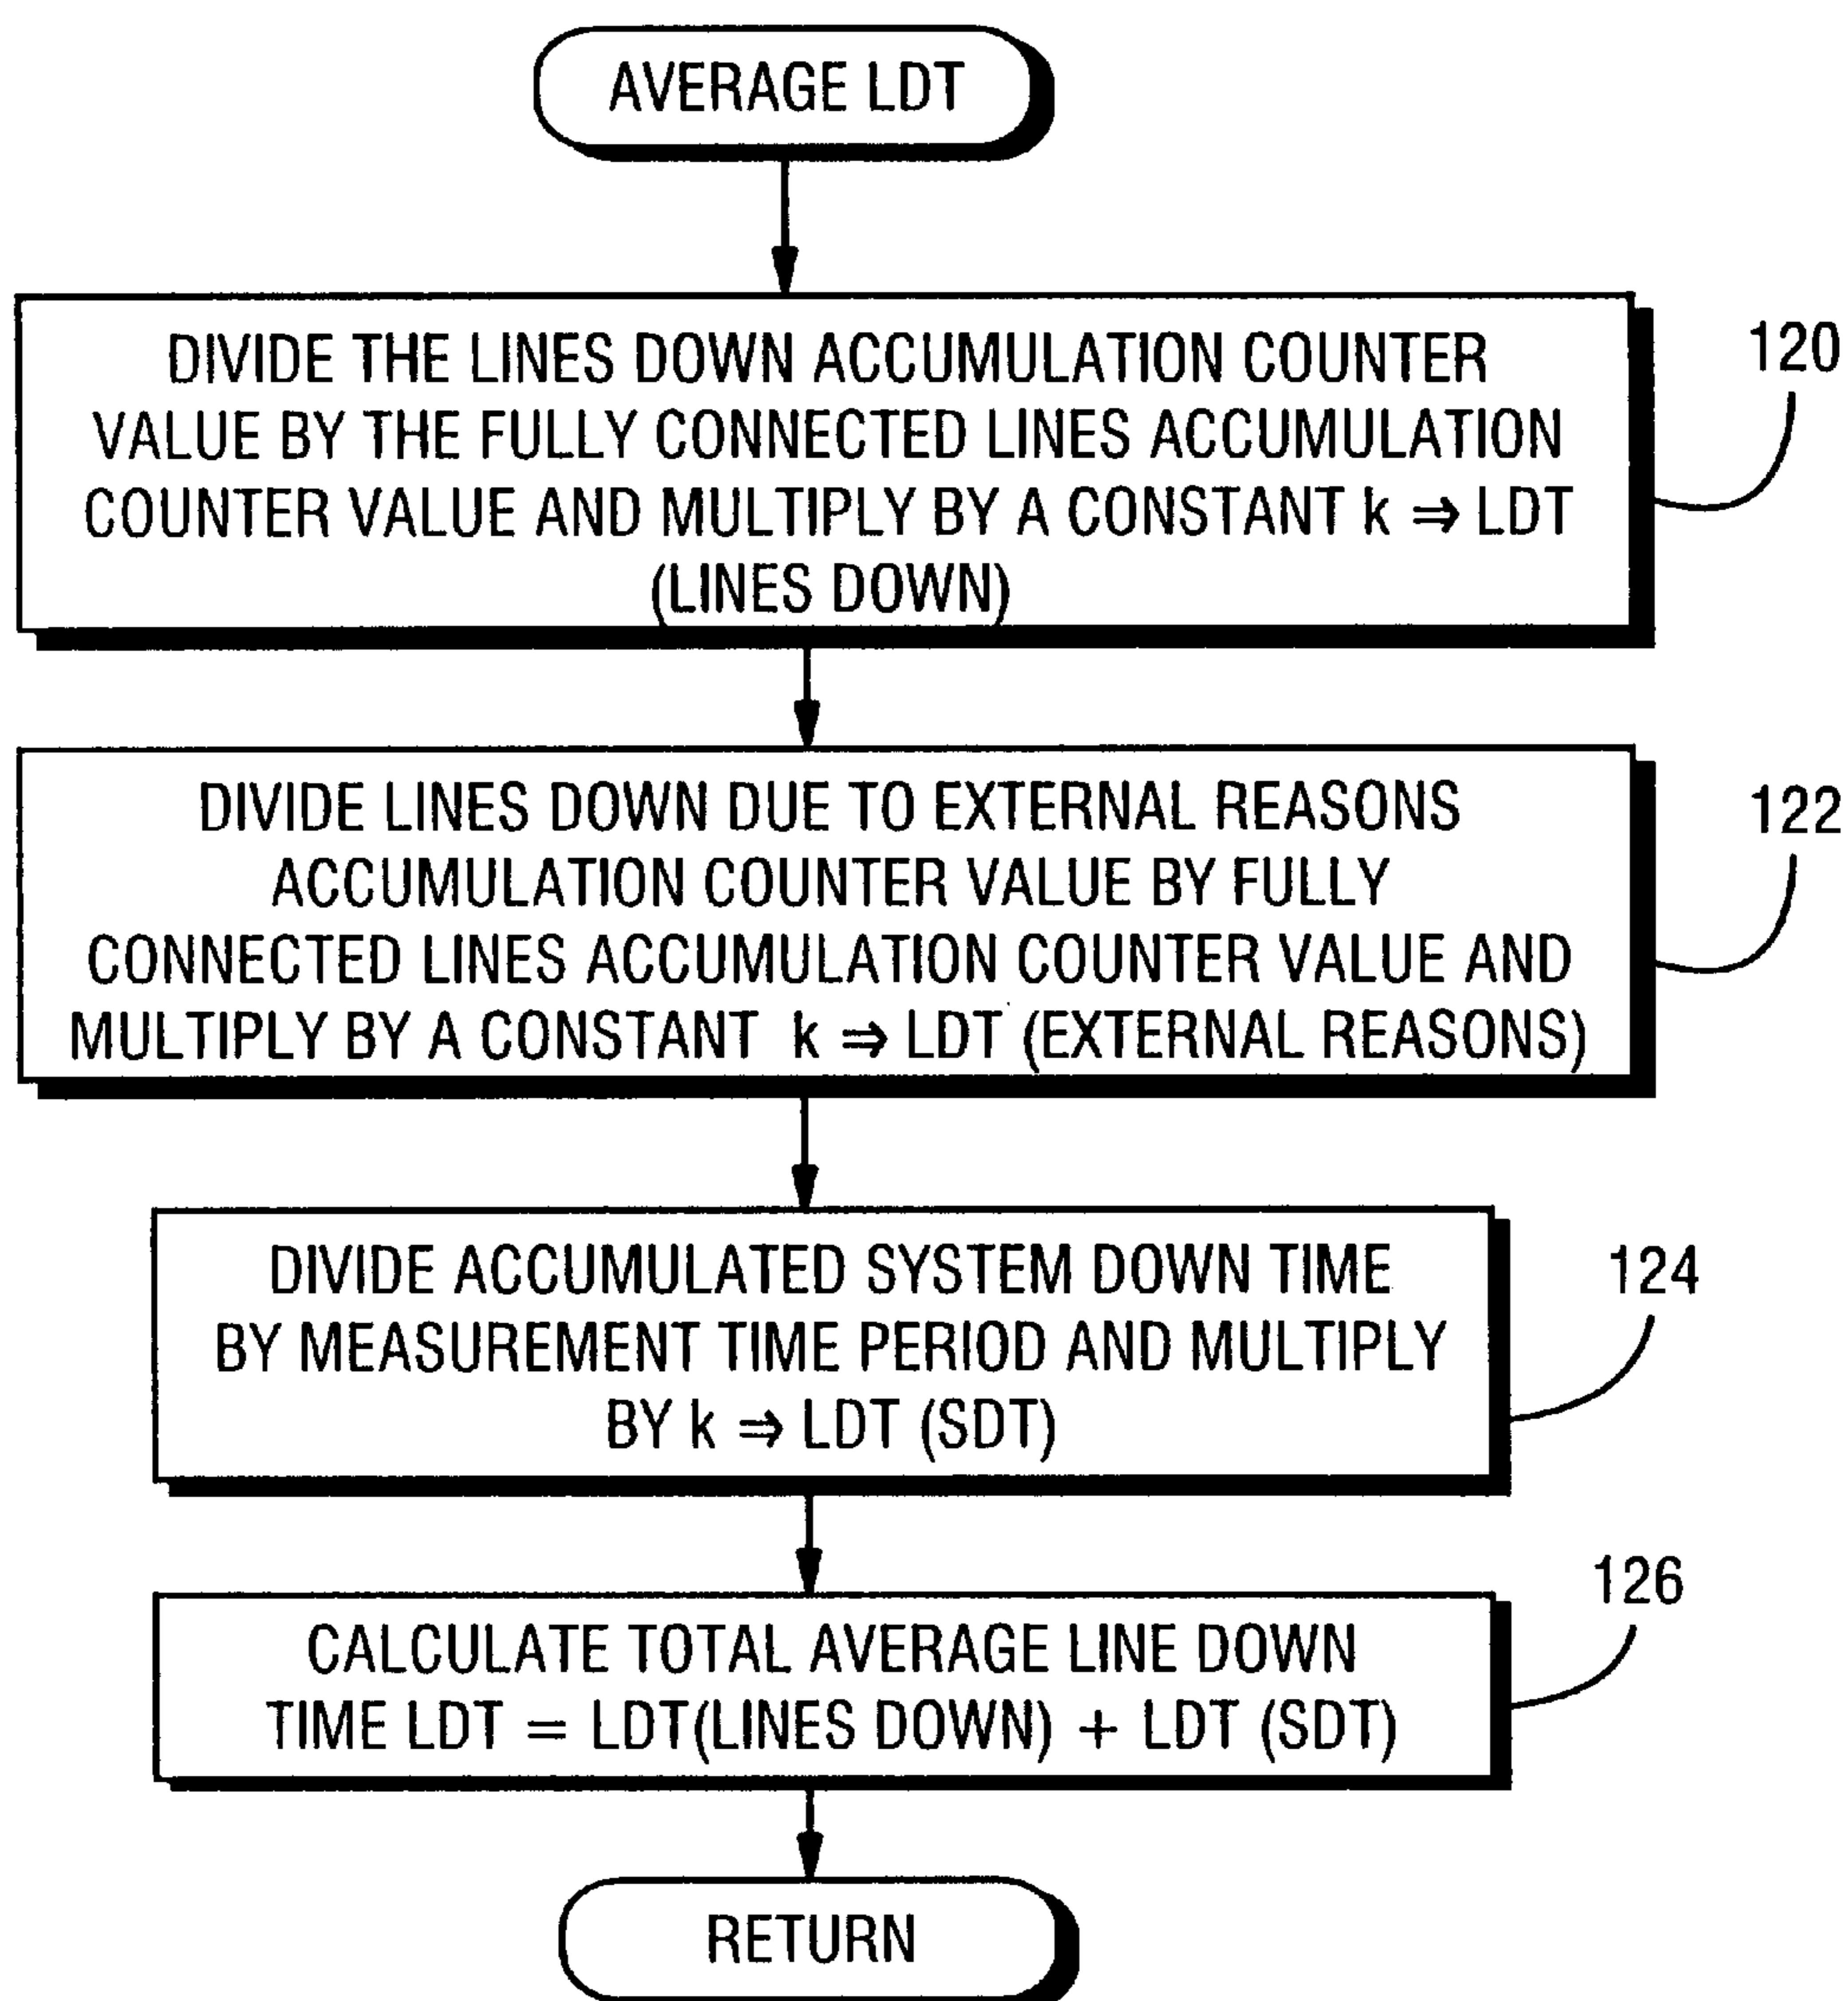 AVERAGE LDT
DIVIDE THE LINES DOWN ACCUMULATION COUNTER
VALUE BY THE FULLY CONNECTED LINES ACCUMULATION
COUNTER VALUE AND MULTIPLY BY A CONSTANT k ⇒ LDT
(LINES DOWN)
120
DIVIDE LINES DOWN DUE TO EXTERNAL REASONS
ACCUMULATION COUNTER VALUE BY FULLY
CONNECTED LINES ACCUMULATION COUNTER VALUE AND
MULTIPLY BY A CONSTANT k ⇒ LDT (EXTERNAL REASONS)
122
DIVIDE ACCUMULATED SYSTEM DOWN TIME
BY MEASUREMENT TIME PERIOD AND MULTIPLY
BY k ⇒ LDT (SDT)
124
CALCULATE TOTAL AVERAGE LINE DOWN
TIME LDT = LDT(LINES DOWN) + LDT (SDT)
126
RETURN